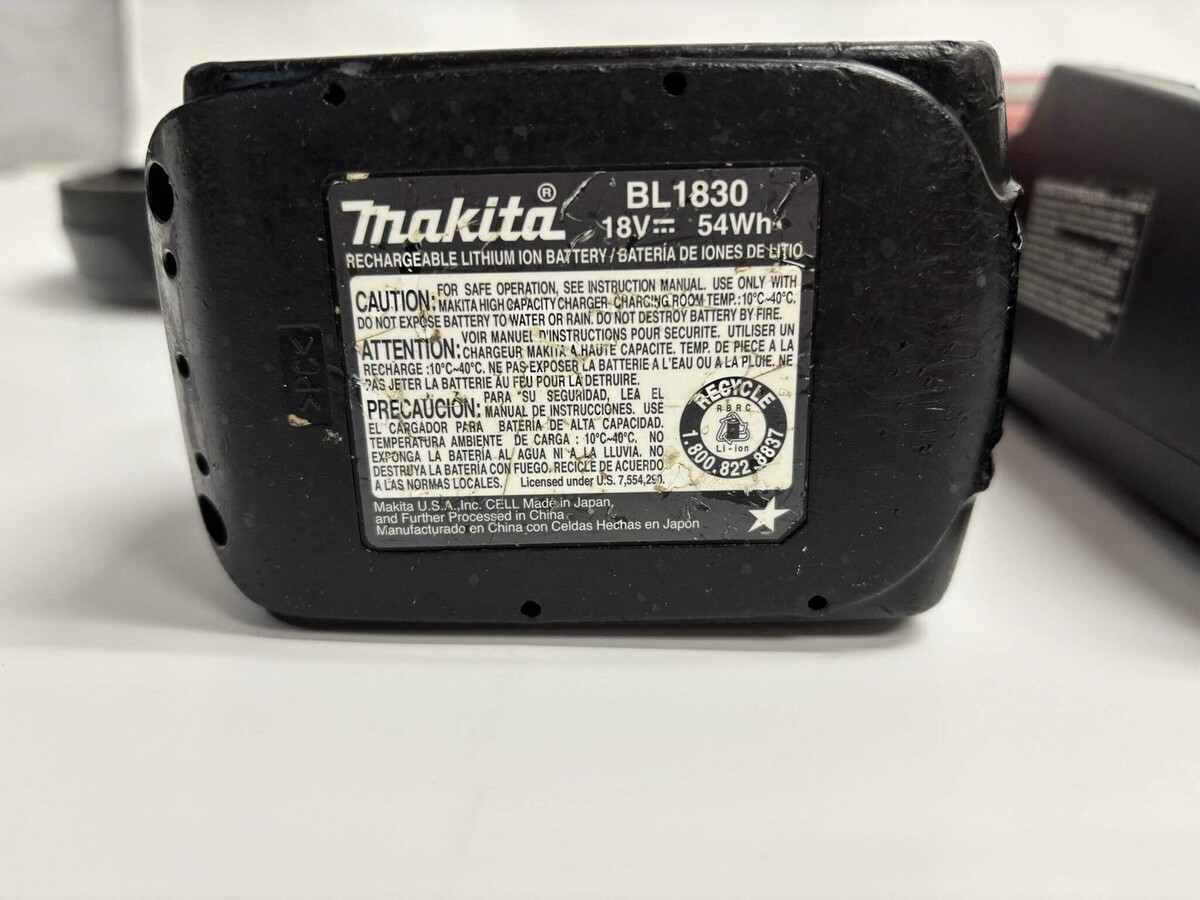 makita® BL1830
18V⎓ 54Wh
RECHARGEABLE LITHIUM ION BATTERY / BATERÍA DE IONES DE LITIO
CAUTION: FOR SAFE OPERATION, SEE INSTRUCTION MANUAL. USE ONLY WITH
MAKITA HIGH CAPACITY CHARGER. CHARGING ROOM TEMP.:10°C~40°C.
DO NOT EXPOSE BATTERY TO WATER OR RAIN. DO NOT DESTROY BATTERY BY FIRE.
ATTENTION: VOIR MANUEL D'INSTRUCTIONS POUR SECURITE. UTILISER UN
CHARGEUR MAKITA A HAUTE CAPACITE. TEMP. DE PIECE A LA
RECHARGE :10°C~40°C. NE PAS EXPOSER LA BATTERIE A L'EAU OU A LA PLUIE. NE
PAS JETER LA BATTERIE AU FEU POUR LA DETRUIRE.
PRECAUCIÓN: PARA SU SEGURIDAD, LEA EL
MANUAL DE INSTRUCCIONES. USE
EL CARGADOR PARA BATERÍA DE ALTA CAPACIDAD.
TEMPERATURA AMBIENTE DE CARGA : 10°C~40°C. NO
EXPONGA LA BATERÍA AL AGUA NI A LA LLUVIA. NO
DESTRUYA LA BATERÍA CON FUEGO. RECICLE DE ACUERDO
A LAS NORMAS LOCALES. Licensed under U.S. 7,554,290.
RECYCLE
RBRC
Li-ion
1.800.822.8837
Makita U.S.A.,Inc. CELL Made in Japan,
and Further Processed in China
Manufacturado en China con Celdas Hechas en Japón